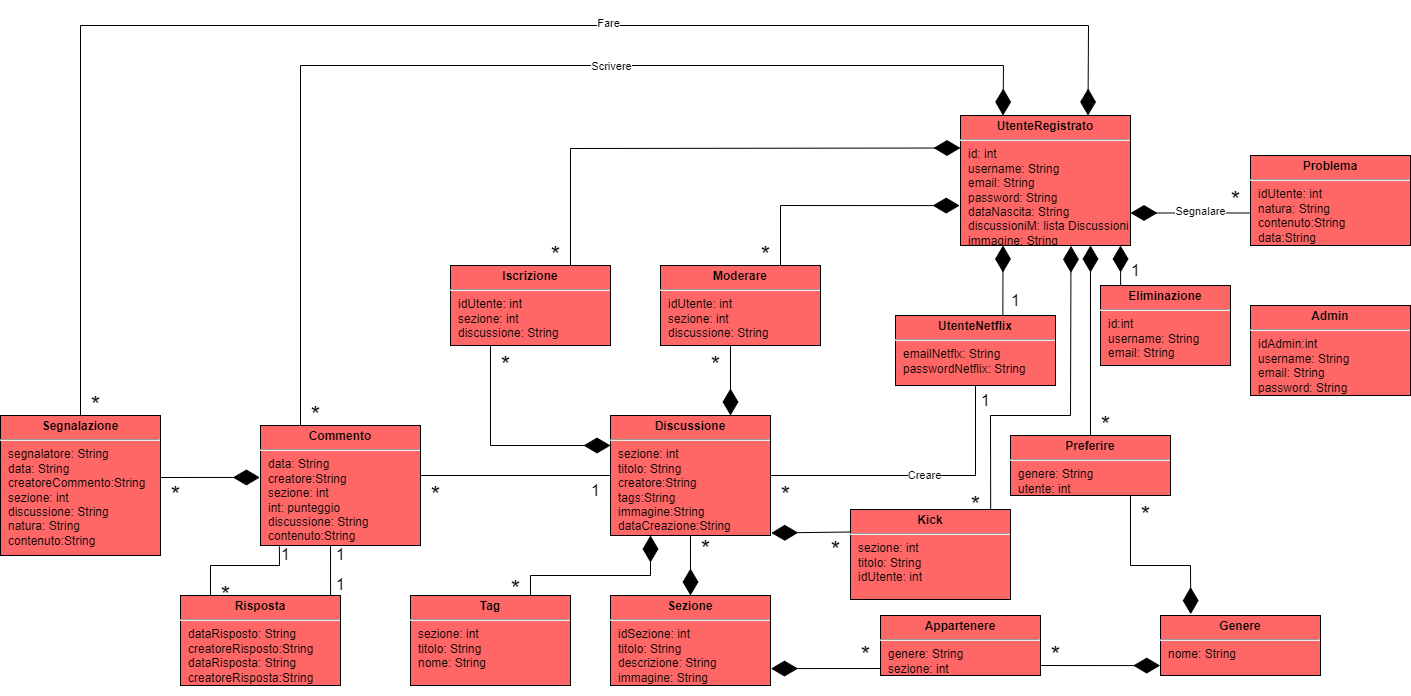 Fare
Scrivere
UtenteRegistrato
id: int
username: String
email: String
password: String
dataNascita: String
discussioniM: lista Discussioni
immagine: String
Problema
idUtente: int
natura: String
contenuto:String
data:String
*
Segnalare
*
Iscrizione
idUtente: int
sezione: int
discussione: String
*
*
Moderare
idUtente: int
sezione: int
discussione: String
*
1
UtenteNetflix
emailNetflx: String
passwordNetflix: String
1
1
Eliminazione
id:int
username: String
email: String
Admin
idAdmin:int
username: String
email: String
password: String
*
Segnalazione
segnalatore: String
data: String
creatoreCommento:String
sezione: int
discussione: String
natura: String
contenuto:String
*
*
Commento
data: String
creatore:String
sezione: int
int: punteggio
discussione: String
contenuto:String
*
1
Discussione
sezione: int
titolo: String
creatore:String
tags:String
immagine:String
dataCreazione:String
*
Creare
*
Preferire
genere: String
utente: int
*
*
Kick
sezione: int
titolo: String
idUtente: int
*
1
*
1
1
Risposta
dataRisposto: String
creatoreRisposto:String
dataRisposta: String
creatoreRisposta:String
*
Tag
sezione: int
titolo: String
nome: String
*
Sezione
idSezione: int
titolo: String
descrizione: String
immagine: String
*
Appartenere
genere: String
sezione: int
*
Genere
nome: String